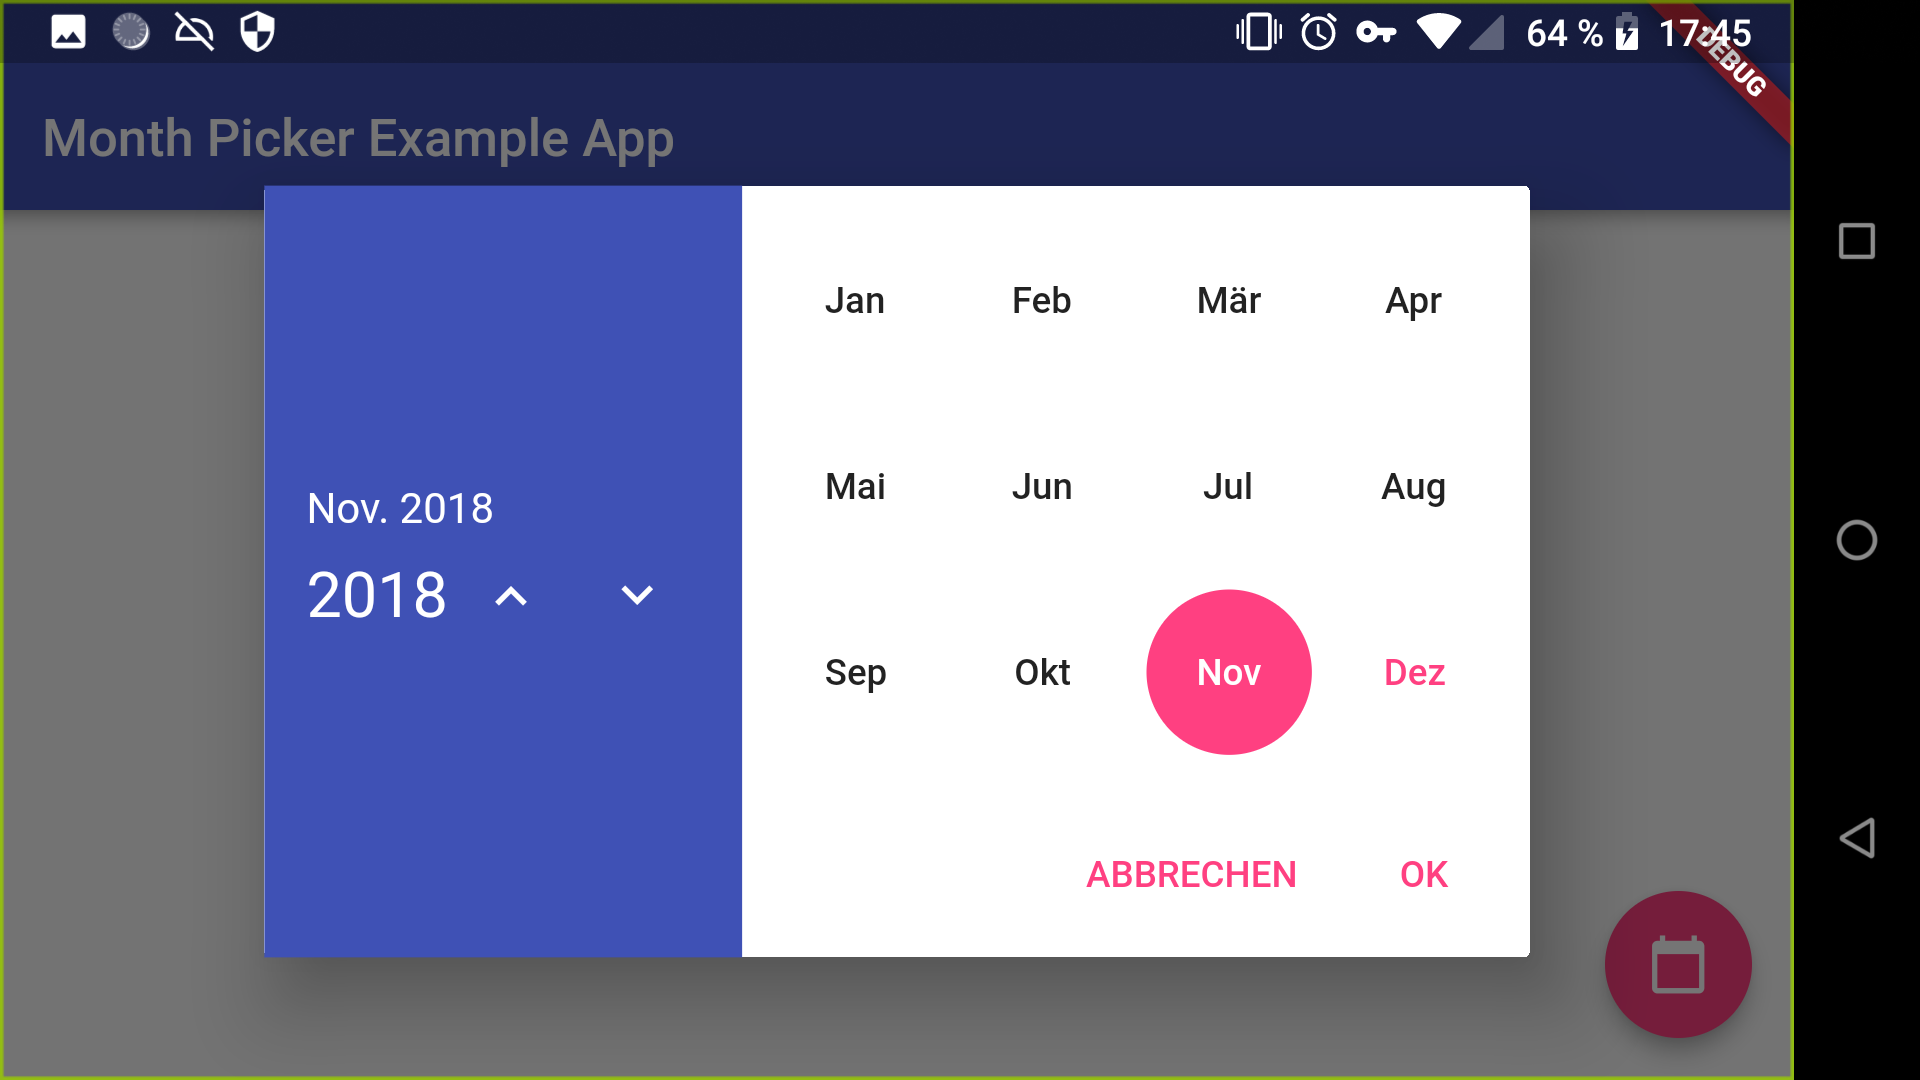 64 % 17:45
DEBUG
Month Picker Example App
Nov. 2018
2018
Jan Feb Mär Apr
Mai Jun Jul Aug
Sep Okt Nov Dez
ABBRECHEN OK